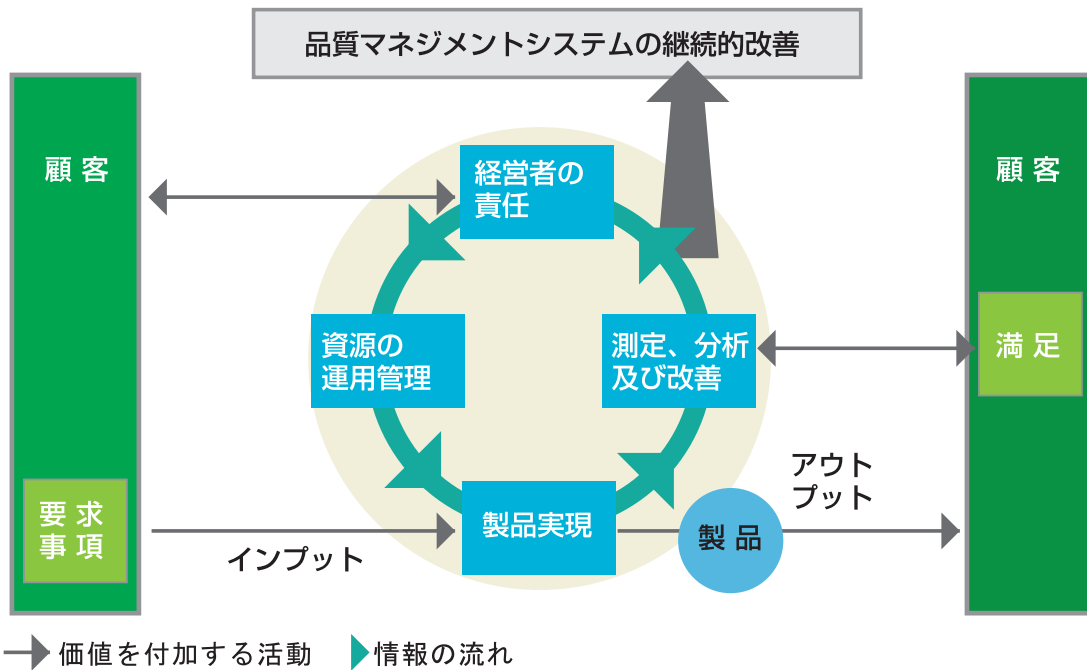 品質マネジメントシステムの継続的改善
顧客
顧客
経営者の
責任
資源の
運用管理
測定、分析
及び改善
満足
アウト
プット
要求
事項
製品実現
製品
インプット
価値を付加する活動
情報の流れ